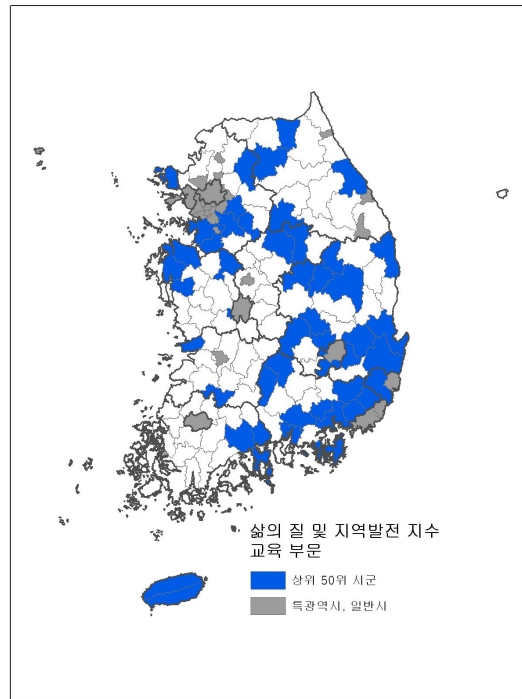 삶의 질 및 지역발전 지수
교육 부문
상위 50위 시군
특광역시, 일반시